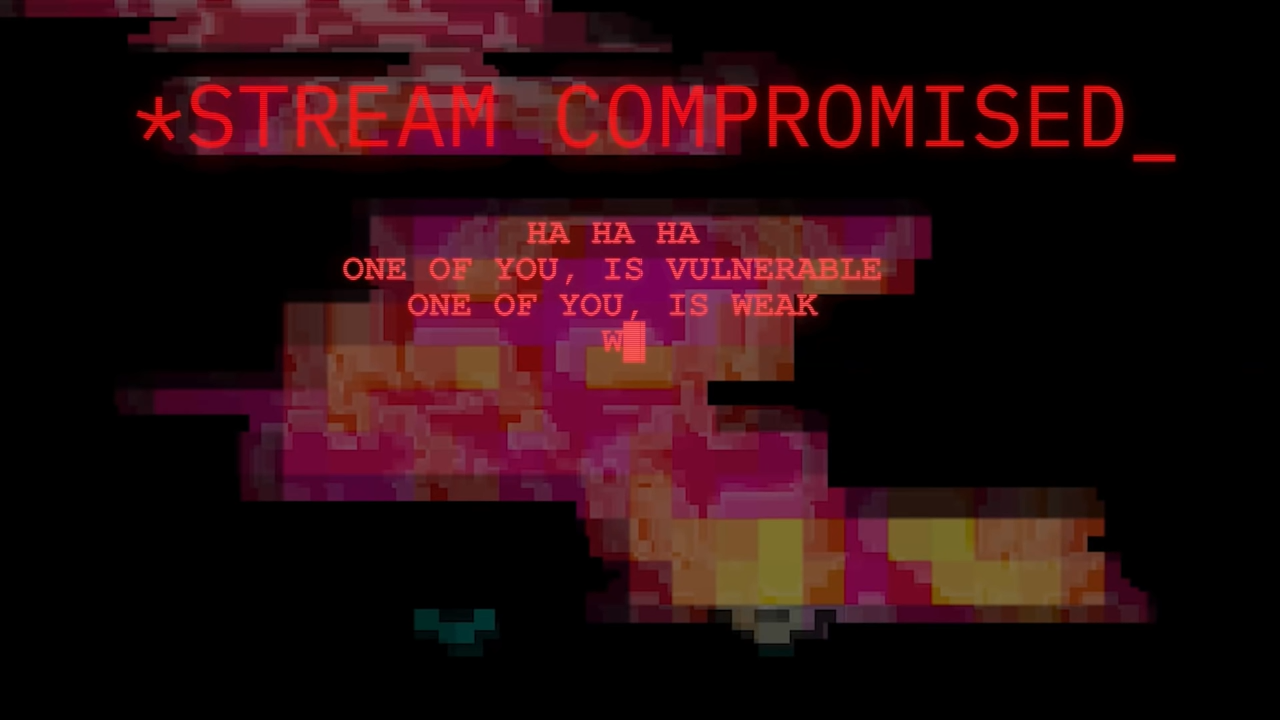 *STREAM COMPROMISED_
HA HA HA
ONE OF YOU, IS VULNERABLE
ONE OF YOU, IS WEAK
W